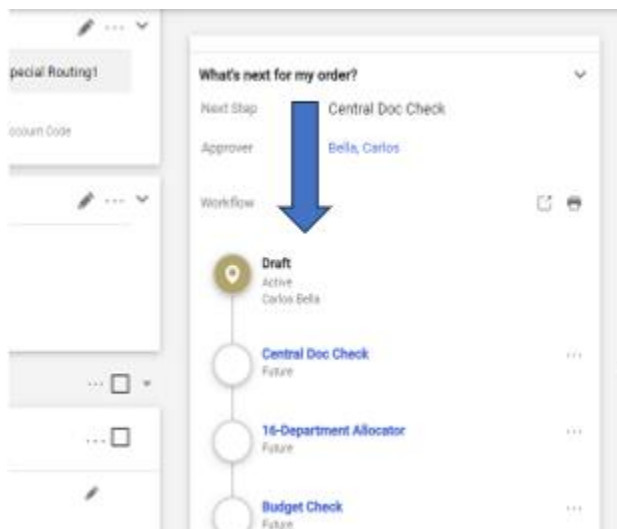 pecial Routing1
ccount Code
What's next for my order?
Next Step Central Doc Check
Approver Bella, Carlos
Workflow
Draft
Active
Carlos Bella
Central Doc Check
Future
16-Department Allocator
Future
Budget Check
Future